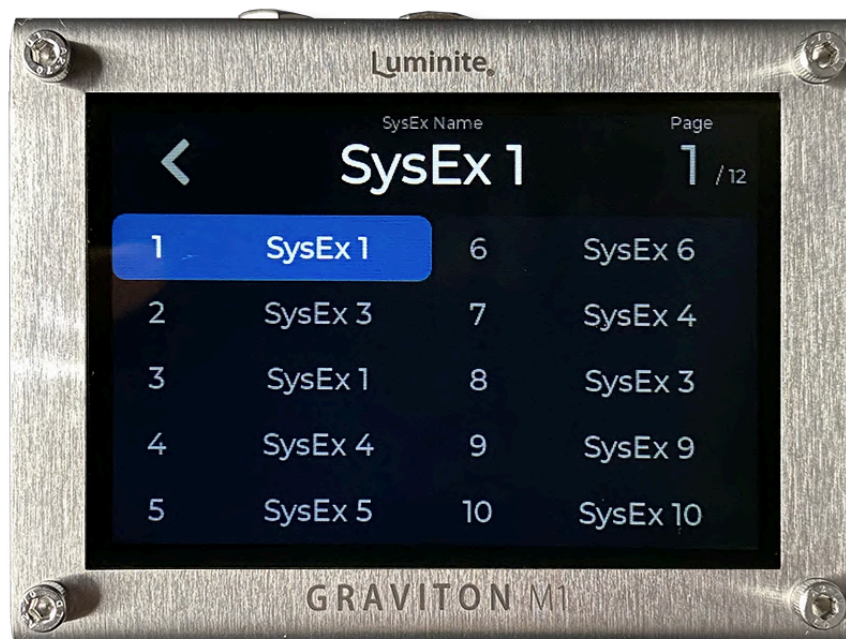 Luminite
SysEx Name
Page
SysEx 1
1 / 12
1 SysEx 1
6 SysEx 6
2 SysEx 3
7 SysEx 4
3 SysEx 1
8 SysEx 3
4 SysEx 4
9 SysEx 9
5 SysEx 5
10 SysEx 10
GRAVITON M1